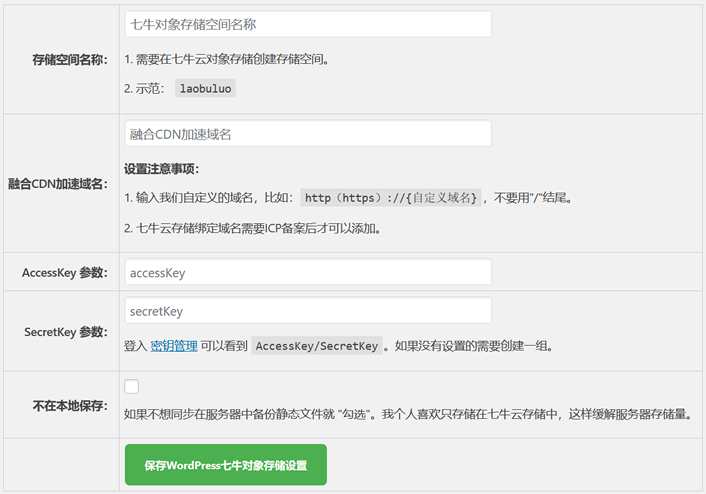 七牛对象存储空间名称
存储空间名称：
1. 需要在七牛云对象存储创建存储空间。
2. 示范： laobuluo
融合CDN加速域名
融合CDN加速域名：
设置注意事项：
1. 输入我们自定义的域名，比如： http（https）://{自定义域名} ，不要用"/"结尾。
2. 七牛云存储绑定域名需要ICP备案后才可以添加。
AccessKey 参数： accessKey
secretKey
SecretKey 参数：
登入 密钥管理 可以看到 AccessKey/SecretKey 。如果没有设置的需要创建一组。
不在本地保存：
如果不想同步在服务器中备份静态文件就 "勾选"。我个人喜欢只存储在七牛云存储中，这样缓解服务器存储量。
保存WordPress七牛对象存储设置